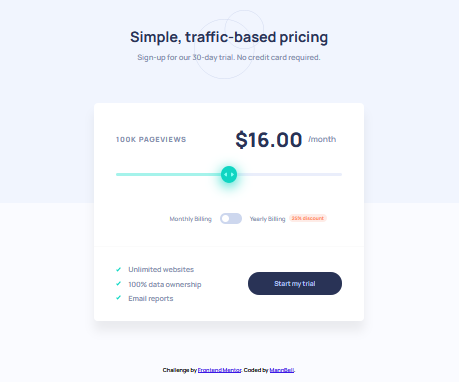 Simple, traffic-based pricing
Sign-up for our 30-day trial. No credit card required.
100K PAGEVIEWS
$16.00 /month
Monthly Billing
Yearly Billing 25% discount
Unlimited websites
100% data ownership
Email reports
Start my trial
Challenge by Frontend Mentor. Coded by MannBell.